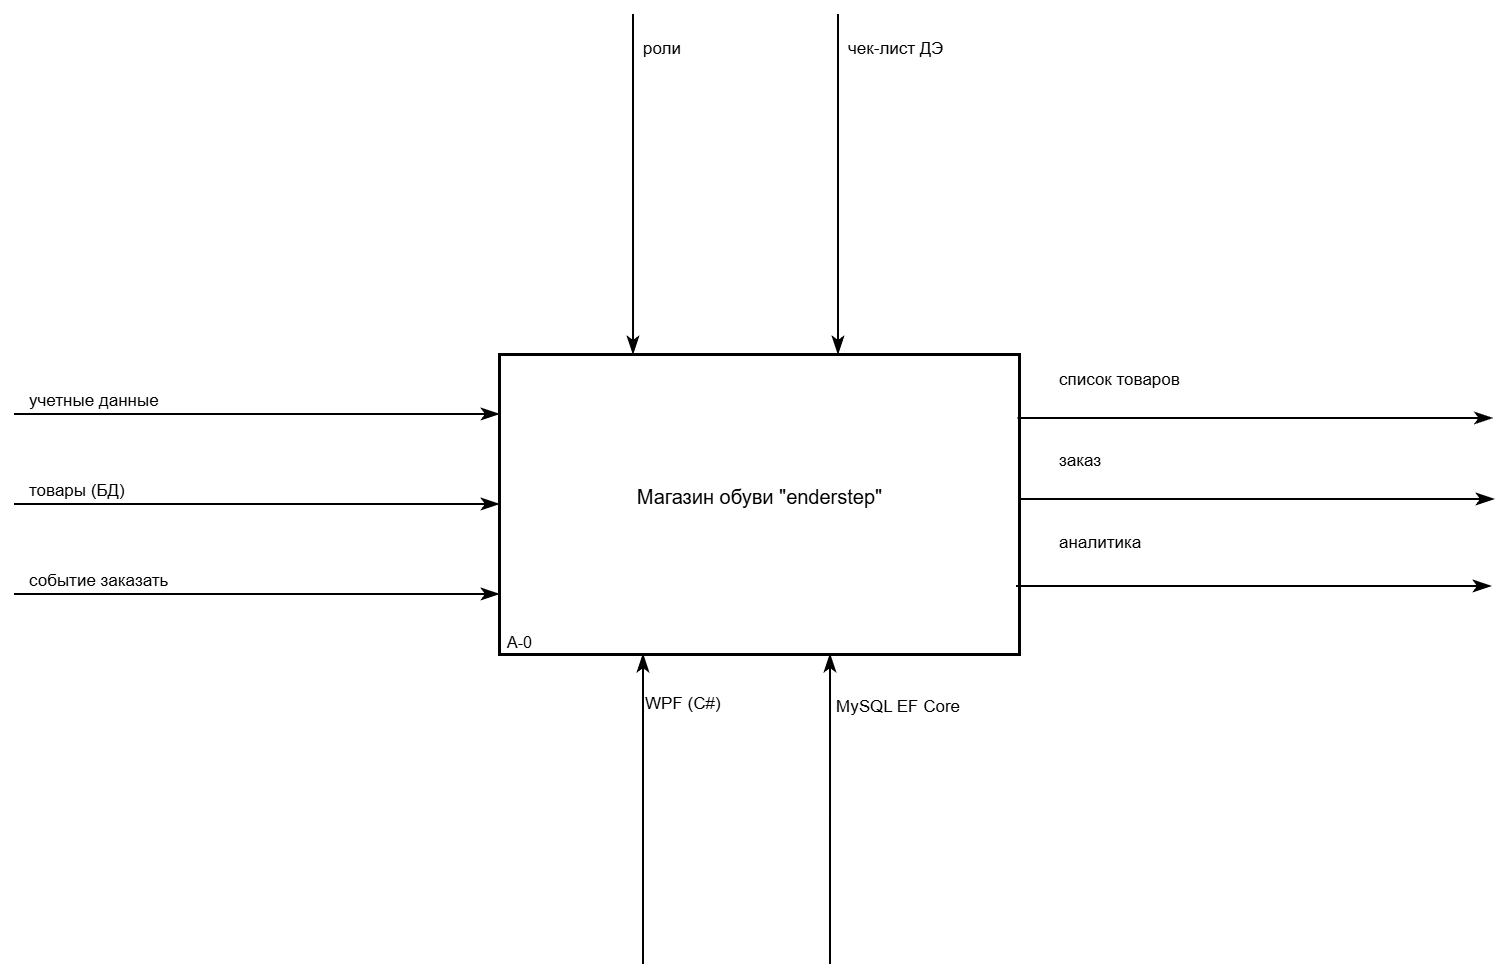 роли
чек-лист ДЭ
учетные данные
товары (БД)
событие заказать
Магазин обуви "enderstep"
A-0
список товаров
заказ
аналитика
WPF (C#)
MySQL EF Core